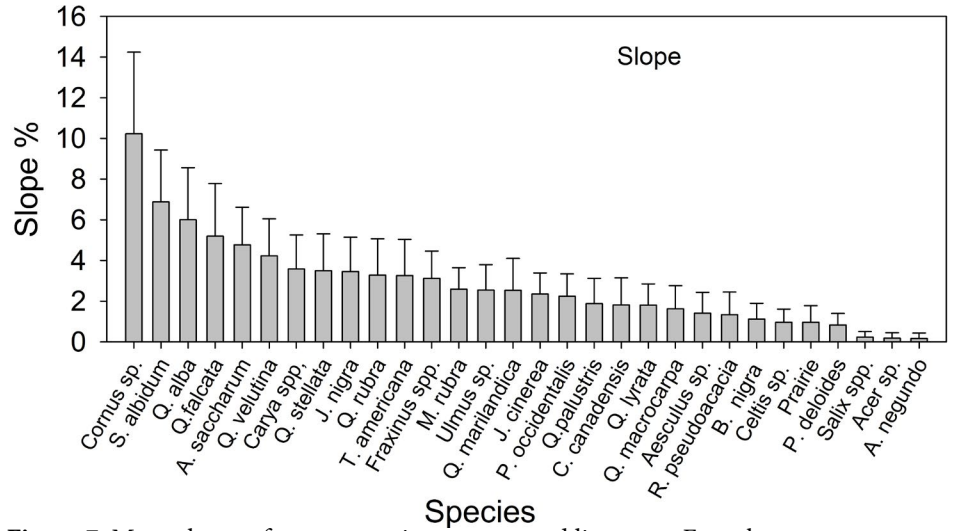 16
14
12
10
8
6
4
2
0
Slope %
Slope
Cornus sp.
S. albidum
Q. alba
Q.falcata
A. saccharum
Q. velutina
Carya spp,
Q. stellata
J. nigra
Q. rubra
T. americana
Fraxinus spp.
M. rubra
Ulmus sp.
Q. marilandica
J. cinerea
P. occidentalis
Q.palustris
C. canadensis
Q. lyrata
Q. macrocarpa
Aesculus sp.
R. pseudoacacia
B. nigra
Celtis sp.
Prairie
P. deloides
Salix spp.
Acer sp.
A. negundo
Species